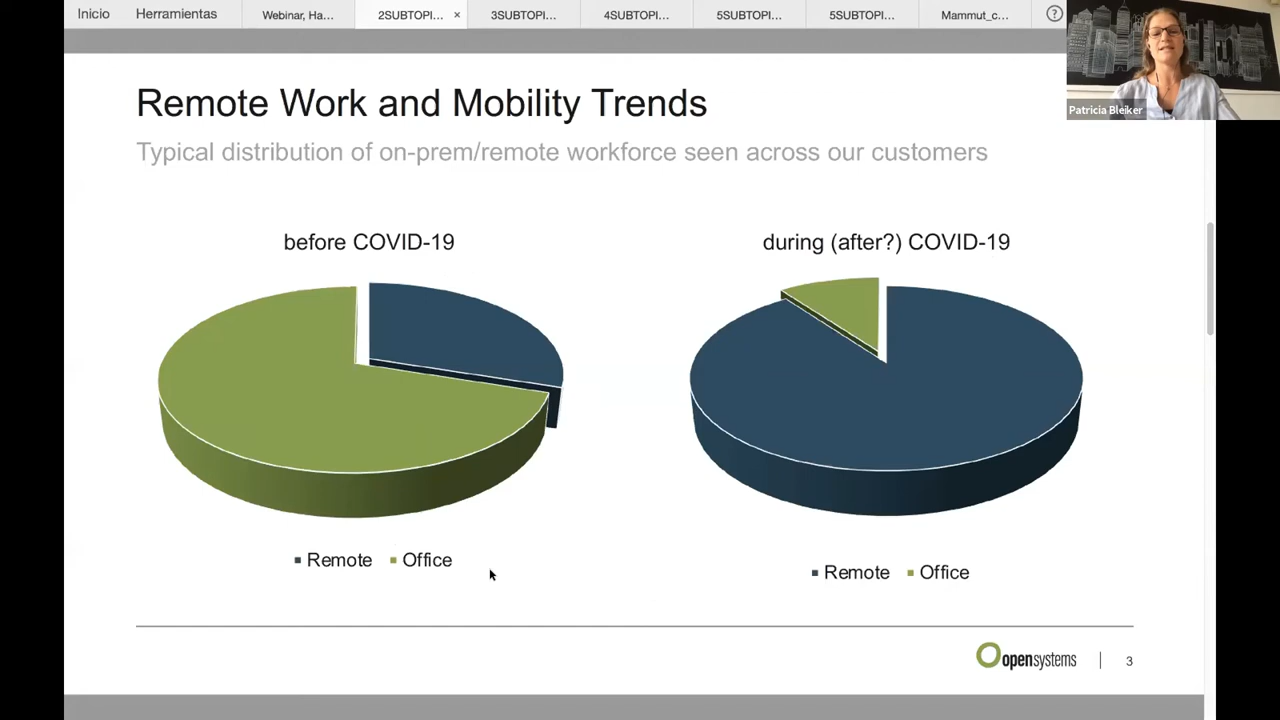 Inicio Herramientas Webinar, Ha... 2SUBTOPI... × 3SUBTOPI... 4SUBTOPI... 5SUBTOPI... 5SUBTOPI... Mammut_c... ?
Patricia Bleiker
Remote Work and Mobility Trends
Typical distribution of on-prem/remote workforce seen across our customers
before COVID-19
during (after?) COVID-19
Remote Office
Remote Office
open systems
3